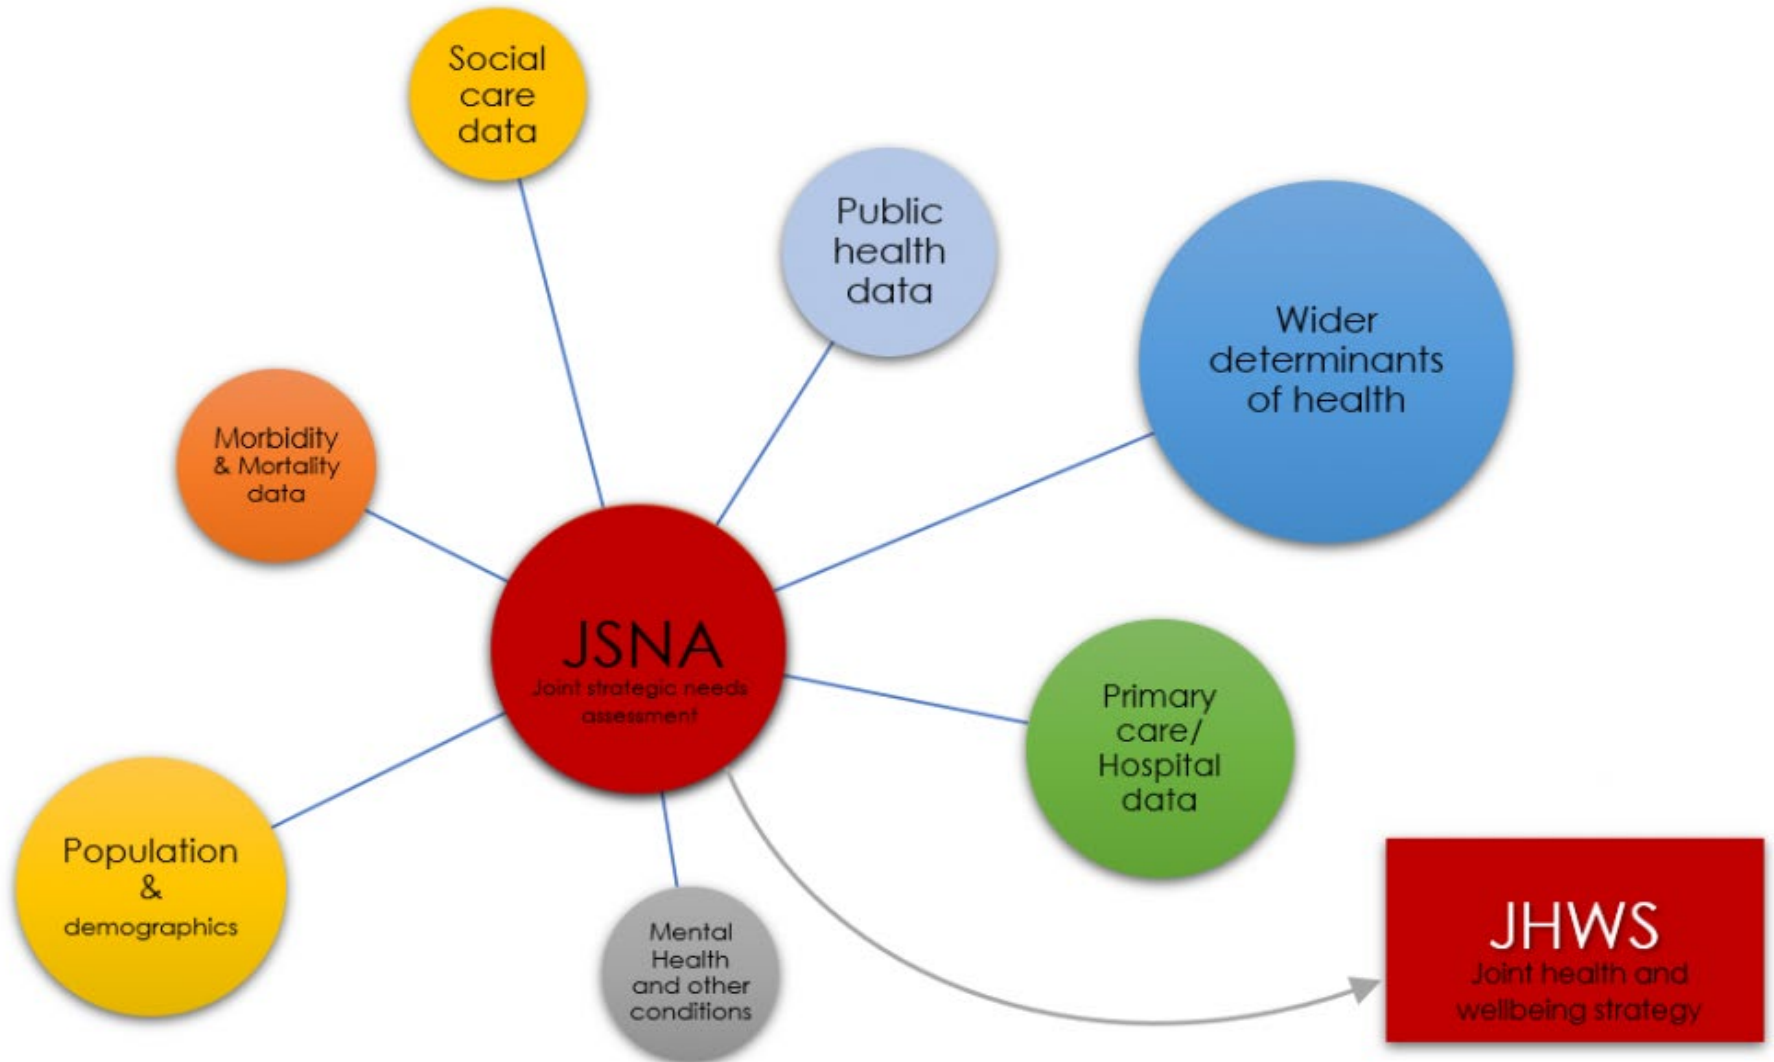 Social
care
data
Public
health
data
Wider
determinants
of health
Morbidity
& Mortality
data
JSNA
Joint strategic needs
assessment
Primary
care/
Hospital
data
Population
&
demographics
Mental
Health
and other
conditions
JHWS
Joint health and
wellbeing strategy